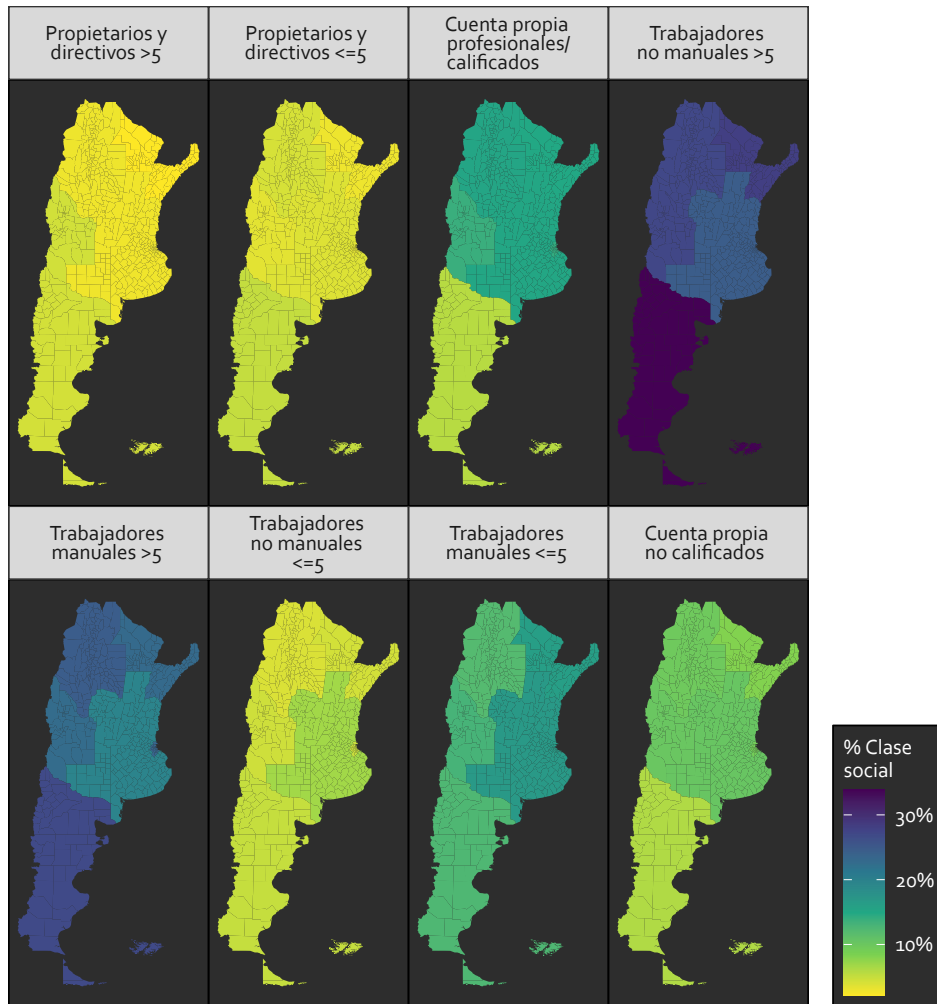 Propietarios y
directivos >5
Propietarios y
directivos <=5
Cuenta propia
profesionales/
calificados
Trabajadores
no manuales >5
Trabajadores
manuales >5
Trabajadores
no manuales
<=5
Trabajadores
manuales <=5
Cuenta propia
no calificados
% Clase
social
30%
20%
10%